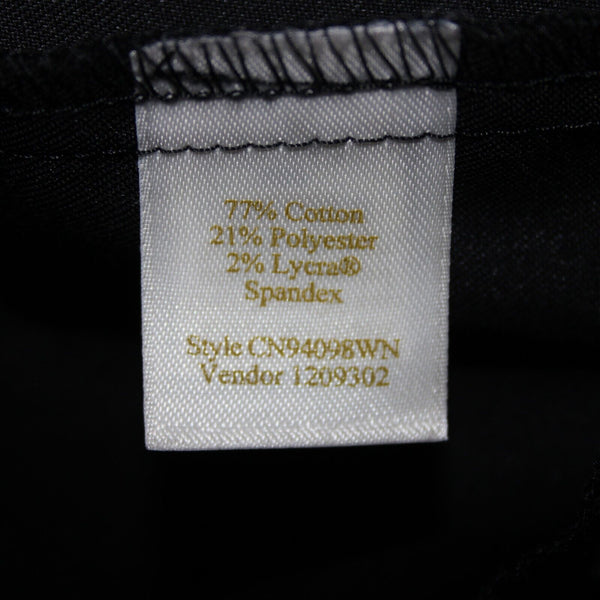 77% Cotton
21% Polyester
2% Lycra®
Spandex
Style CN94098WN
Vendor 1209302